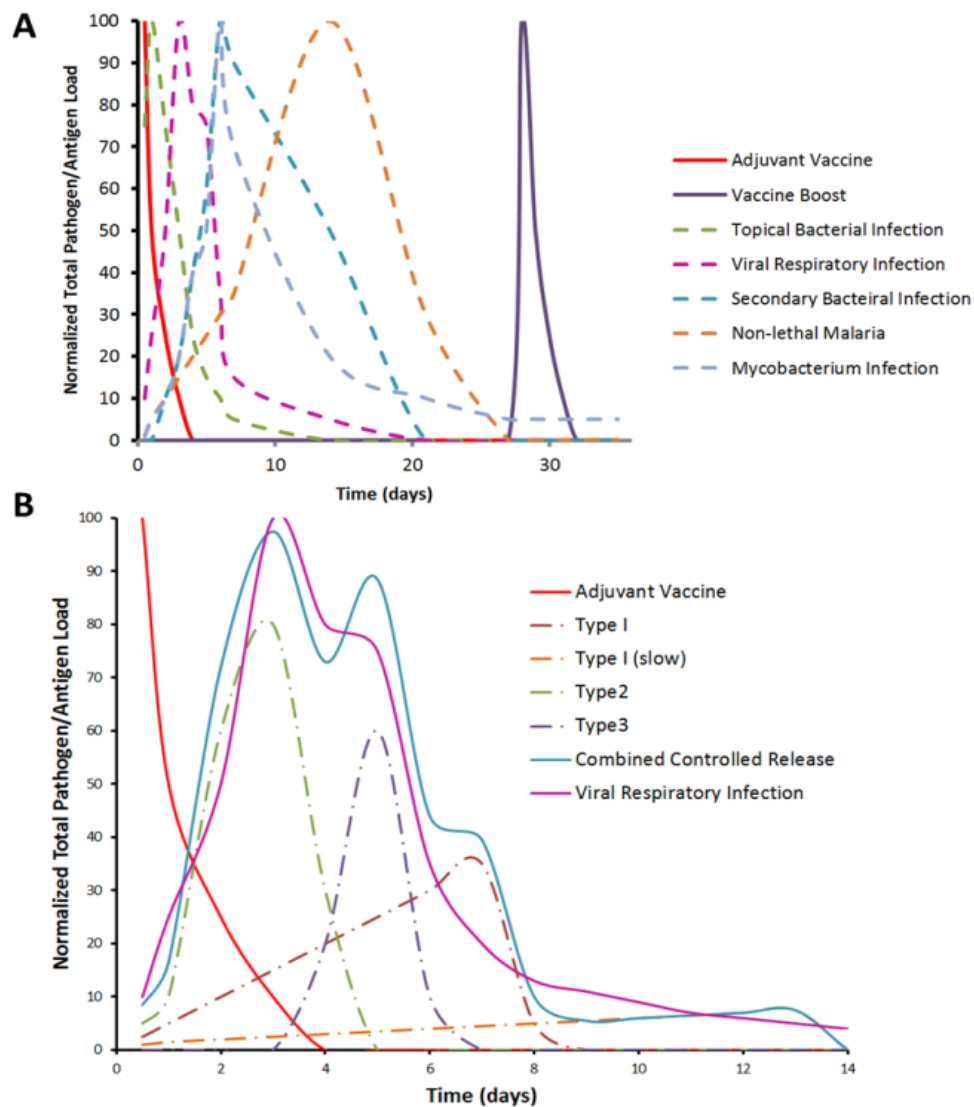 A
Normalized Total Pathogen/Antigen Load
100
90
80
70
60
50
40
30
20
10
0
0 10 20 30
Time (days)
Adjuvant Vaccine
Vaccine Boost
Topical Bacterial Infection
Viral Respiratory Infection
Secondary Bacteiral Infection
Non-lethal Malaria
Mycobacterium Infection
B
Normalized Total Pathogen/Antigen Load
100
90
80
70
60
50
40
30
20
10
0
0 2 4 6 8 10 12 14
Time (days)
Adjuvant Vaccine
Type I
Type I (slow)
Type2
Type3
Combined Controlled Release
Viral Respiratory Infection